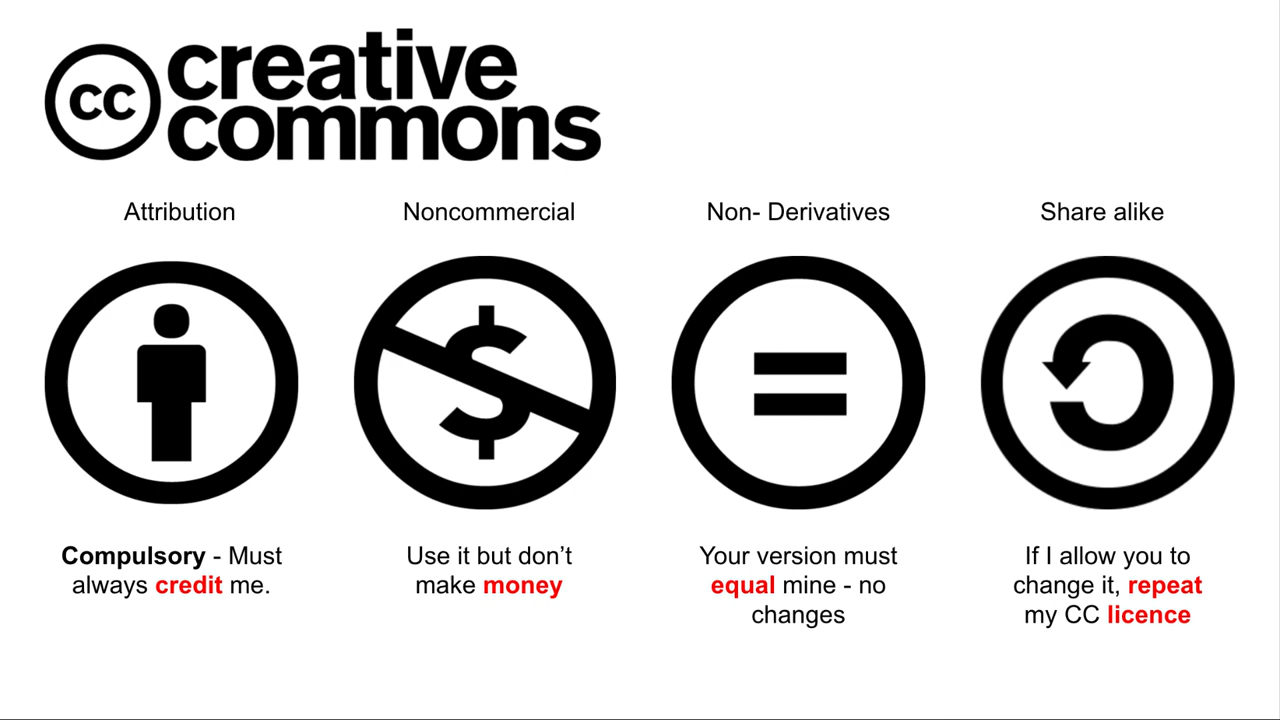 cc creative
commons
Attribution
Noncommercial
Non- Derivatives
Share alike
$
=
Compulsory - Must
always credit me.
Use it but don’t
make money
Your version must
equal mine - no
changes
If I allow you to
change it, repeat
my CC licence